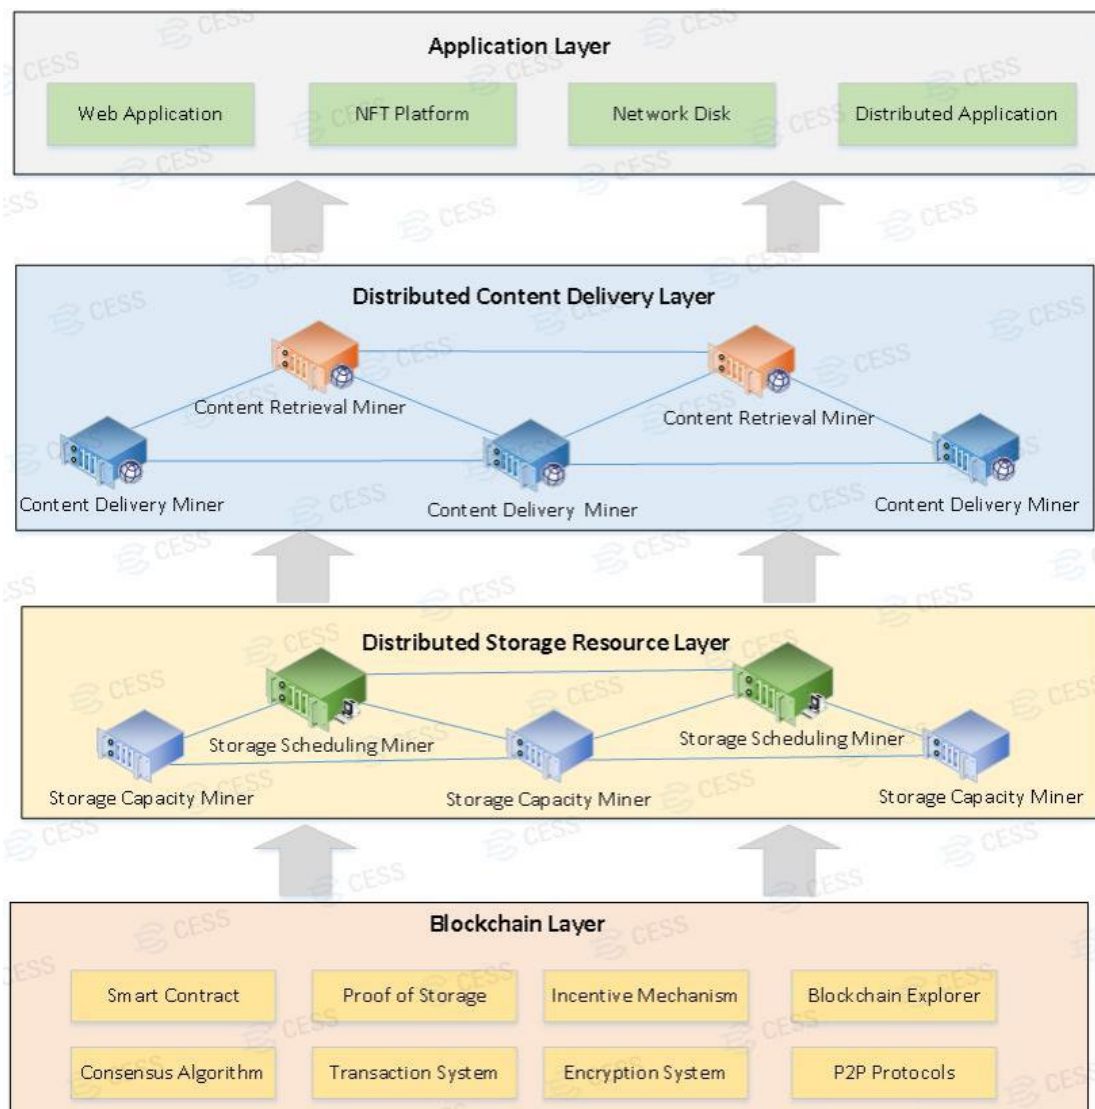 Application Layer
Web Application
NFT Platform
Network Disk
Distributed Application
Distributed Content Delivery Layer
Content Retrieval Miner
Content Retrieval Miner
Content Delivery Miner
Content Delivery Miner
Content Delivery Miner
Distributed Storage Resource Layer
Storage Scheduling Miner
Storage Scheduling Miner
Storage Capacity Miner
Storage Capacity Miner
Storage Capacity Miner
Blockchain Layer
Smart Contract
Proof of Storage
Incentive Mechanism
Blockchain Explorer
Consensus Algorithm
Transaction System
Encryption System
P2P Protocols
CESS